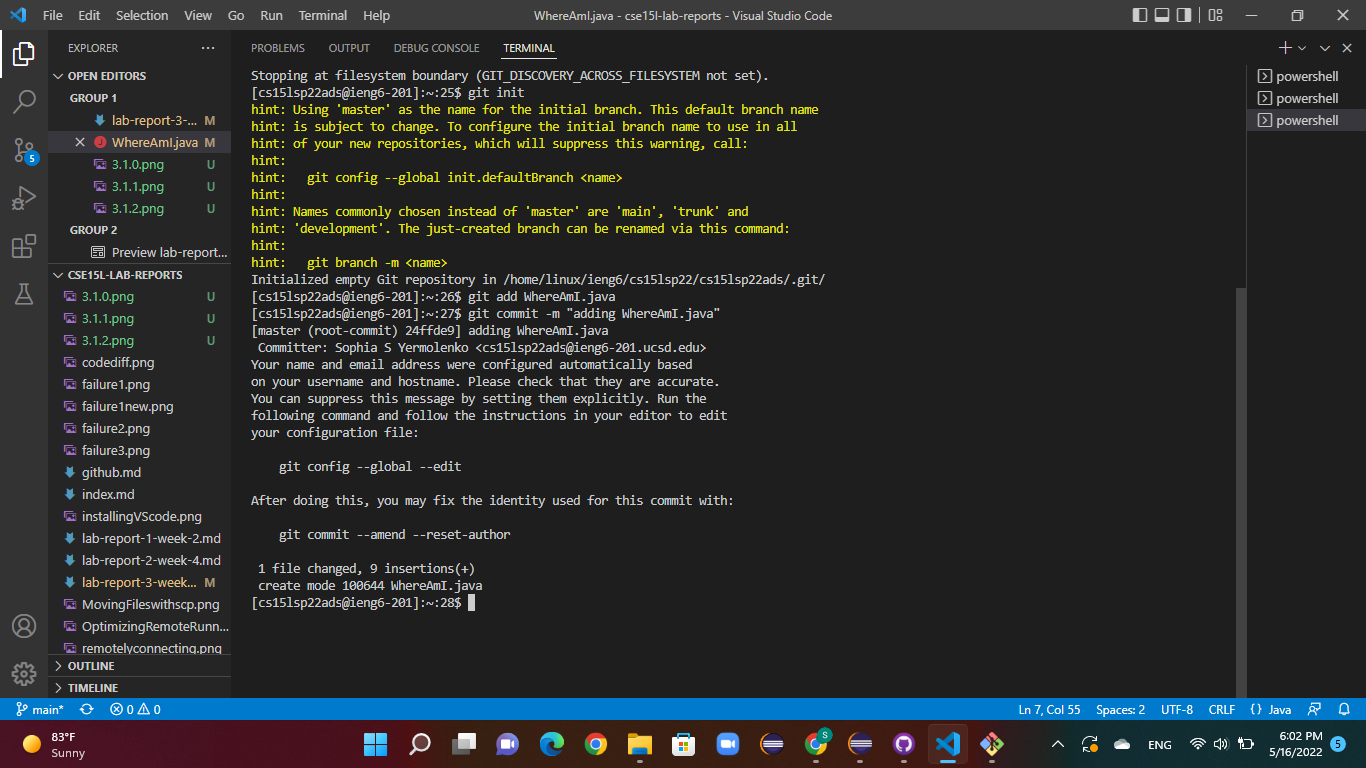 File Edit Selection View Go Run Terminal Help
WhereAmI.java - cse15l-lab-reports - Visual Studio Code
EXPLORER
OPEN EDITORS
GROUP 1
lab-report-3-... M
WhereAmI.java M
3.1.0.png U
3.1.1.png U
3.1.2.png U
GROUP 2
Preview lab-report...
CSE15L-LAB-REPORTS
3.1.0.png U
3.1.1.png U
3.1.2.png U
codediff.png
failure1.png
failure1new.png
failure2.png
failure3.png
github.md
index.md
installingVScode.png
lab-report-1-week-2.md
lab-report-2-week-4.md
lab-report-3-week... M
MovingFileswithscp.png
OptimizingRemoteRunn...
remotelyconnecting.png
OUTLINE
TIMELINE
5
PROBLEMS OUTPUT DEBUG CONSOLE TERMINAL
Stopping at filesystem boundary (GIT_DISCOVERY_ACROSS_FILESYSTEM not set).
[cs15lsp22ads@ieng6-201]:~:25$ git init
hint: Using 'master' as the name for the initial branch. This default branch name
hint: is subject to change. To configure the initial branch name to use in all
hint: of your new repositories, which will suppress this warning, call:
hint:
hint:   git config --global init.defaultBranch <name>
hint:
hint: Names commonly chosen instead of 'master' are 'main', 'trunk' and
hint: 'development'. The just-created branch can be renamed via this command:
hint:
hint:   git branch -m <name>
Initialized empty Git repository in /home/linux/ieng6/cs15lsp22/cs15lsp22ads/.git/
[cs15lsp22ads@ieng6-201]:~:26$ git add WhereAmI.java
[cs15lsp22ads@ieng6-201]:~:27$ git commit -m "adding WhereAmI.java"
[master (root-commit) 24ffde9] adding WhereAmI.java
Committer: Sophia S Yermolenko <cs15lsp22ads@ieng6-201.ucsd.edu>
Your name and email address were configured automatically based
on your username and hostname. Please check that they are accurate.
You can suppress this message by setting them explicitly. Run the
following command and follow the instructions in your editor to edit
your configuration file:
git config --global --edit
After doing this, you may fix the identity used for this commit with:
git commit --amend --reset-author
1 file changed, 9 insertions(+)
create mode 100644 WhereAmI.java
[cs15lsp22ads@ieng6-201]:~:28$
powershell
powershell
powershell
main* 0 0
Ln 7, Col 55 Spaces: 2 UTF-8 CRLF {} Java
83°F
Sunny
S
ENG
6:02 PM
5/16/2022
5